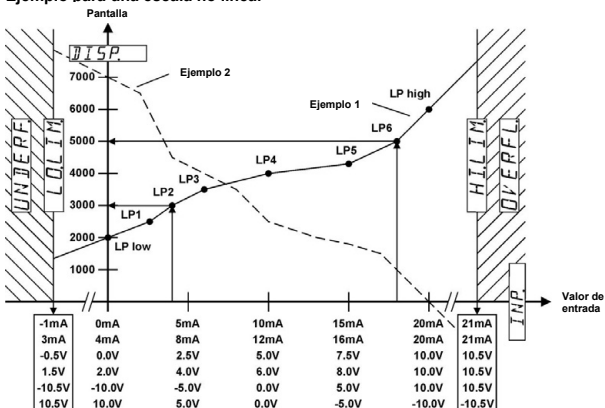 Ejemplo para una escala no lineal
Pantalla
DISP.
7000
6000
5000
4000
3000
2000
1000
Ejemplo 2
Ejemplo 1
LP high
LP6
LP5
LP4
LP3
LP2
LP1
LP low
UNDERF.
LO.LIM.
HI.LIM.
OVERFL.
INP.
Valor de
entrada
-1mA 0mA 5mA 10mA 15mA 20mA 21mA
3mA 4mA 8mA 12mA 16mA 20mA 21mA
-0.5V 0.0V 2.5V 5.0V 7.5V 10.0V 10.5V
1.5V 2.0V 4.0V 6.0V 8.0V 10.0V 10.5V
-10.5V -10.0V -5.0V 0.0V 5.0V 10.0V 10.5V
10.5V 10.0V 5.0V 0.0V -5.0V -10.0V -10.5V